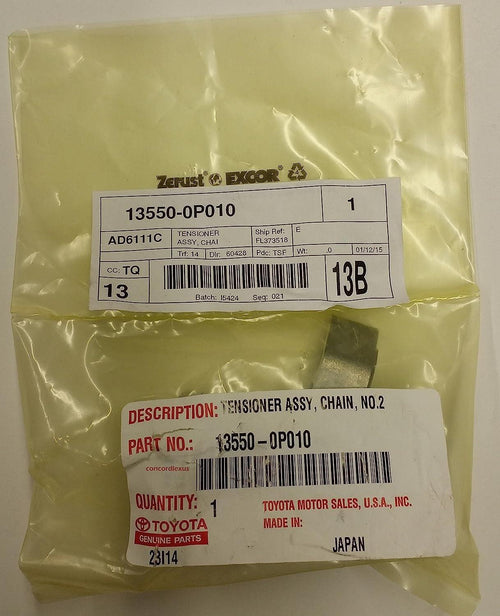 Zerust EXCOR
13550-0P010 1
AD6111C TENSIONER ASSY, CHAI Ship Ref: FL373518 E
Trf: 14 Dlr: 60428 Pdc: TSF Wt: .0 01/12/15
CC: TQ
13 13B
Batch: I5424 Seq: 021
DESCRIPTION: TENSIONER ASSY, CHAIN, NO.2
PART NO.: 13550-0P010
concordlexus
QUANTITY: 1 TOYOTA MOTOR SALES, U.S.A., INC.
TOYOTA MADE IN:
GENUINE PARTS
23I14 JAPAN